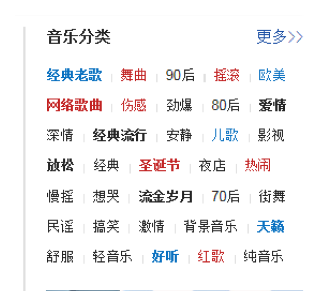 音乐分类 更多>>
经典老歌 | 舞曲 | 90后 | 摇滚 | 欧美
网络歌曲 | 伤感 | 劲爆 | 80后 | 爱情
深情 | 经典流行 | 安静 | 儿歌 | 影视
放松 | 经典 | 圣诞节 | 夜店 | 热闹
慢摇 | 想哭 | 流金岁月 | 70后 | 街舞
民谣 | 搞笑 | 激情 | 背景音乐 | 天籁
舒服 | 轻音乐 | 好听 | 红歌 | 纯音乐